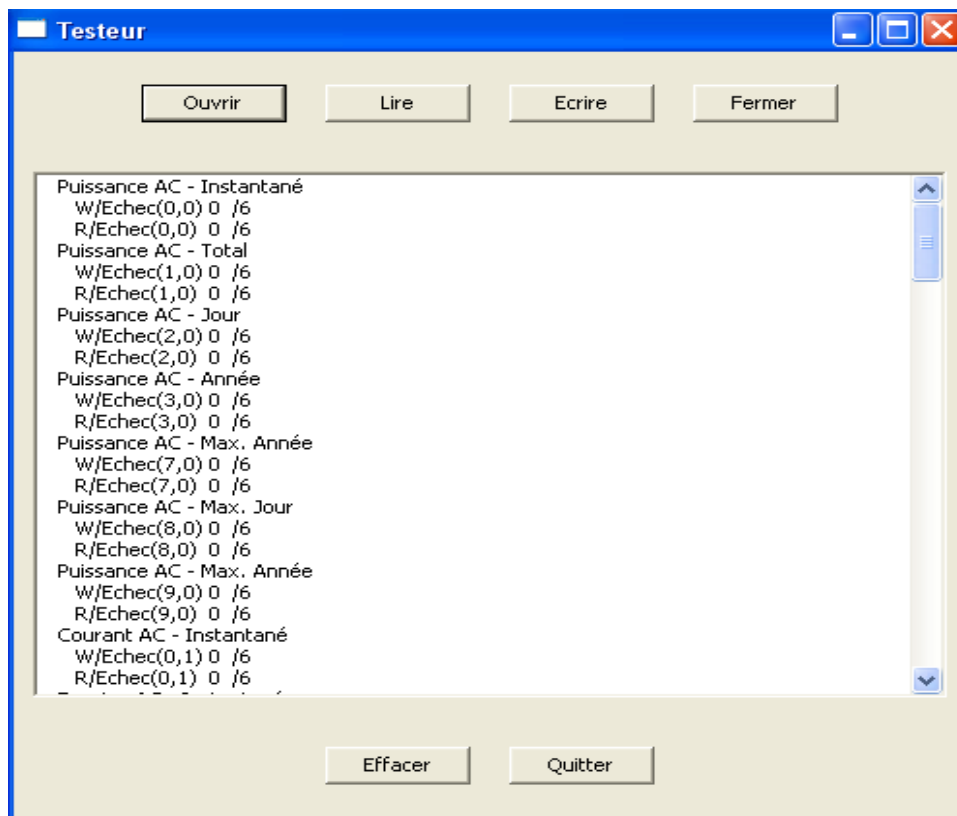 Testeur
Ouvrir Lire Ecrire Fermer
Puissance AC - Instantané
W/Echec(0,0) 0 /6
R/Echec(0,0) 0 /6
Puissance AC - Total
W/Echec(1,0) 0 /6
R/Echec(1,0) 0 /6
Puissance AC - Jour
W/Echec(2,0) 0 /6
R/Echec(2,0) 0 /6
Puissance AC - Année
W/Echec(3,0) 0 /6
R/Echec(3,0) 0 /6
Puissance AC - Max. Année
W/Echec(7,0) 0 /6
R/Echec(7,0) 0 /6
Puissance AC - Max. Jour
W/Echec(8,0) 0 /6
R/Echec(8,0) 0 /6
Puissance AC - Max. Année
W/Echec(9,0) 0 /6
R/Echec(9,0) 0 /6
Courant AC - Instantané
W/Echec(0,1) 0 /6
R/Echec(0,1) 0 /6
Effacer Quitter